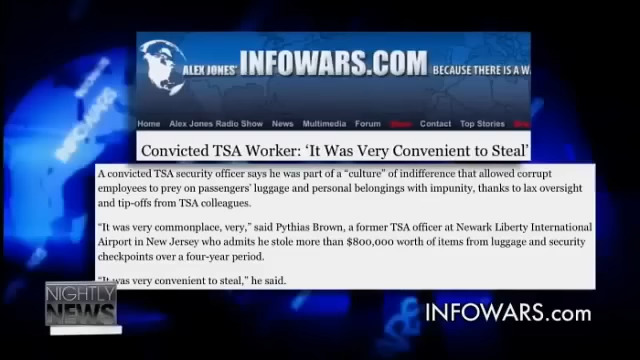 ALEX JONES' INFOWARS.COM BECAUSE THERE IS A W
Home Alex Jones Radio Show News Multimedia Forum Contact Top Stories
Convicted TSA Worker: ‘It Was Very Convenient to Steal’
A convicted TSA security officer says he was part of a “culture” of indifference that allowed corrupt
employees to prey on passengers’ luggage and personal belongings with impunity, thanks to lax oversight
and tip-offs from TSA colleagues.
“It was very commonplace, very,” said Pythias Brown, a former TSA officer at Newark Liberty International
Airport in New Jersey who admits he stole more than $800,000 worth of items from luggage and security
checkpoints over a four-year period.
“It was very convenient to steal,” he said.
NIGHTLY
NEWS
INFOWARS.com
INFOWARS